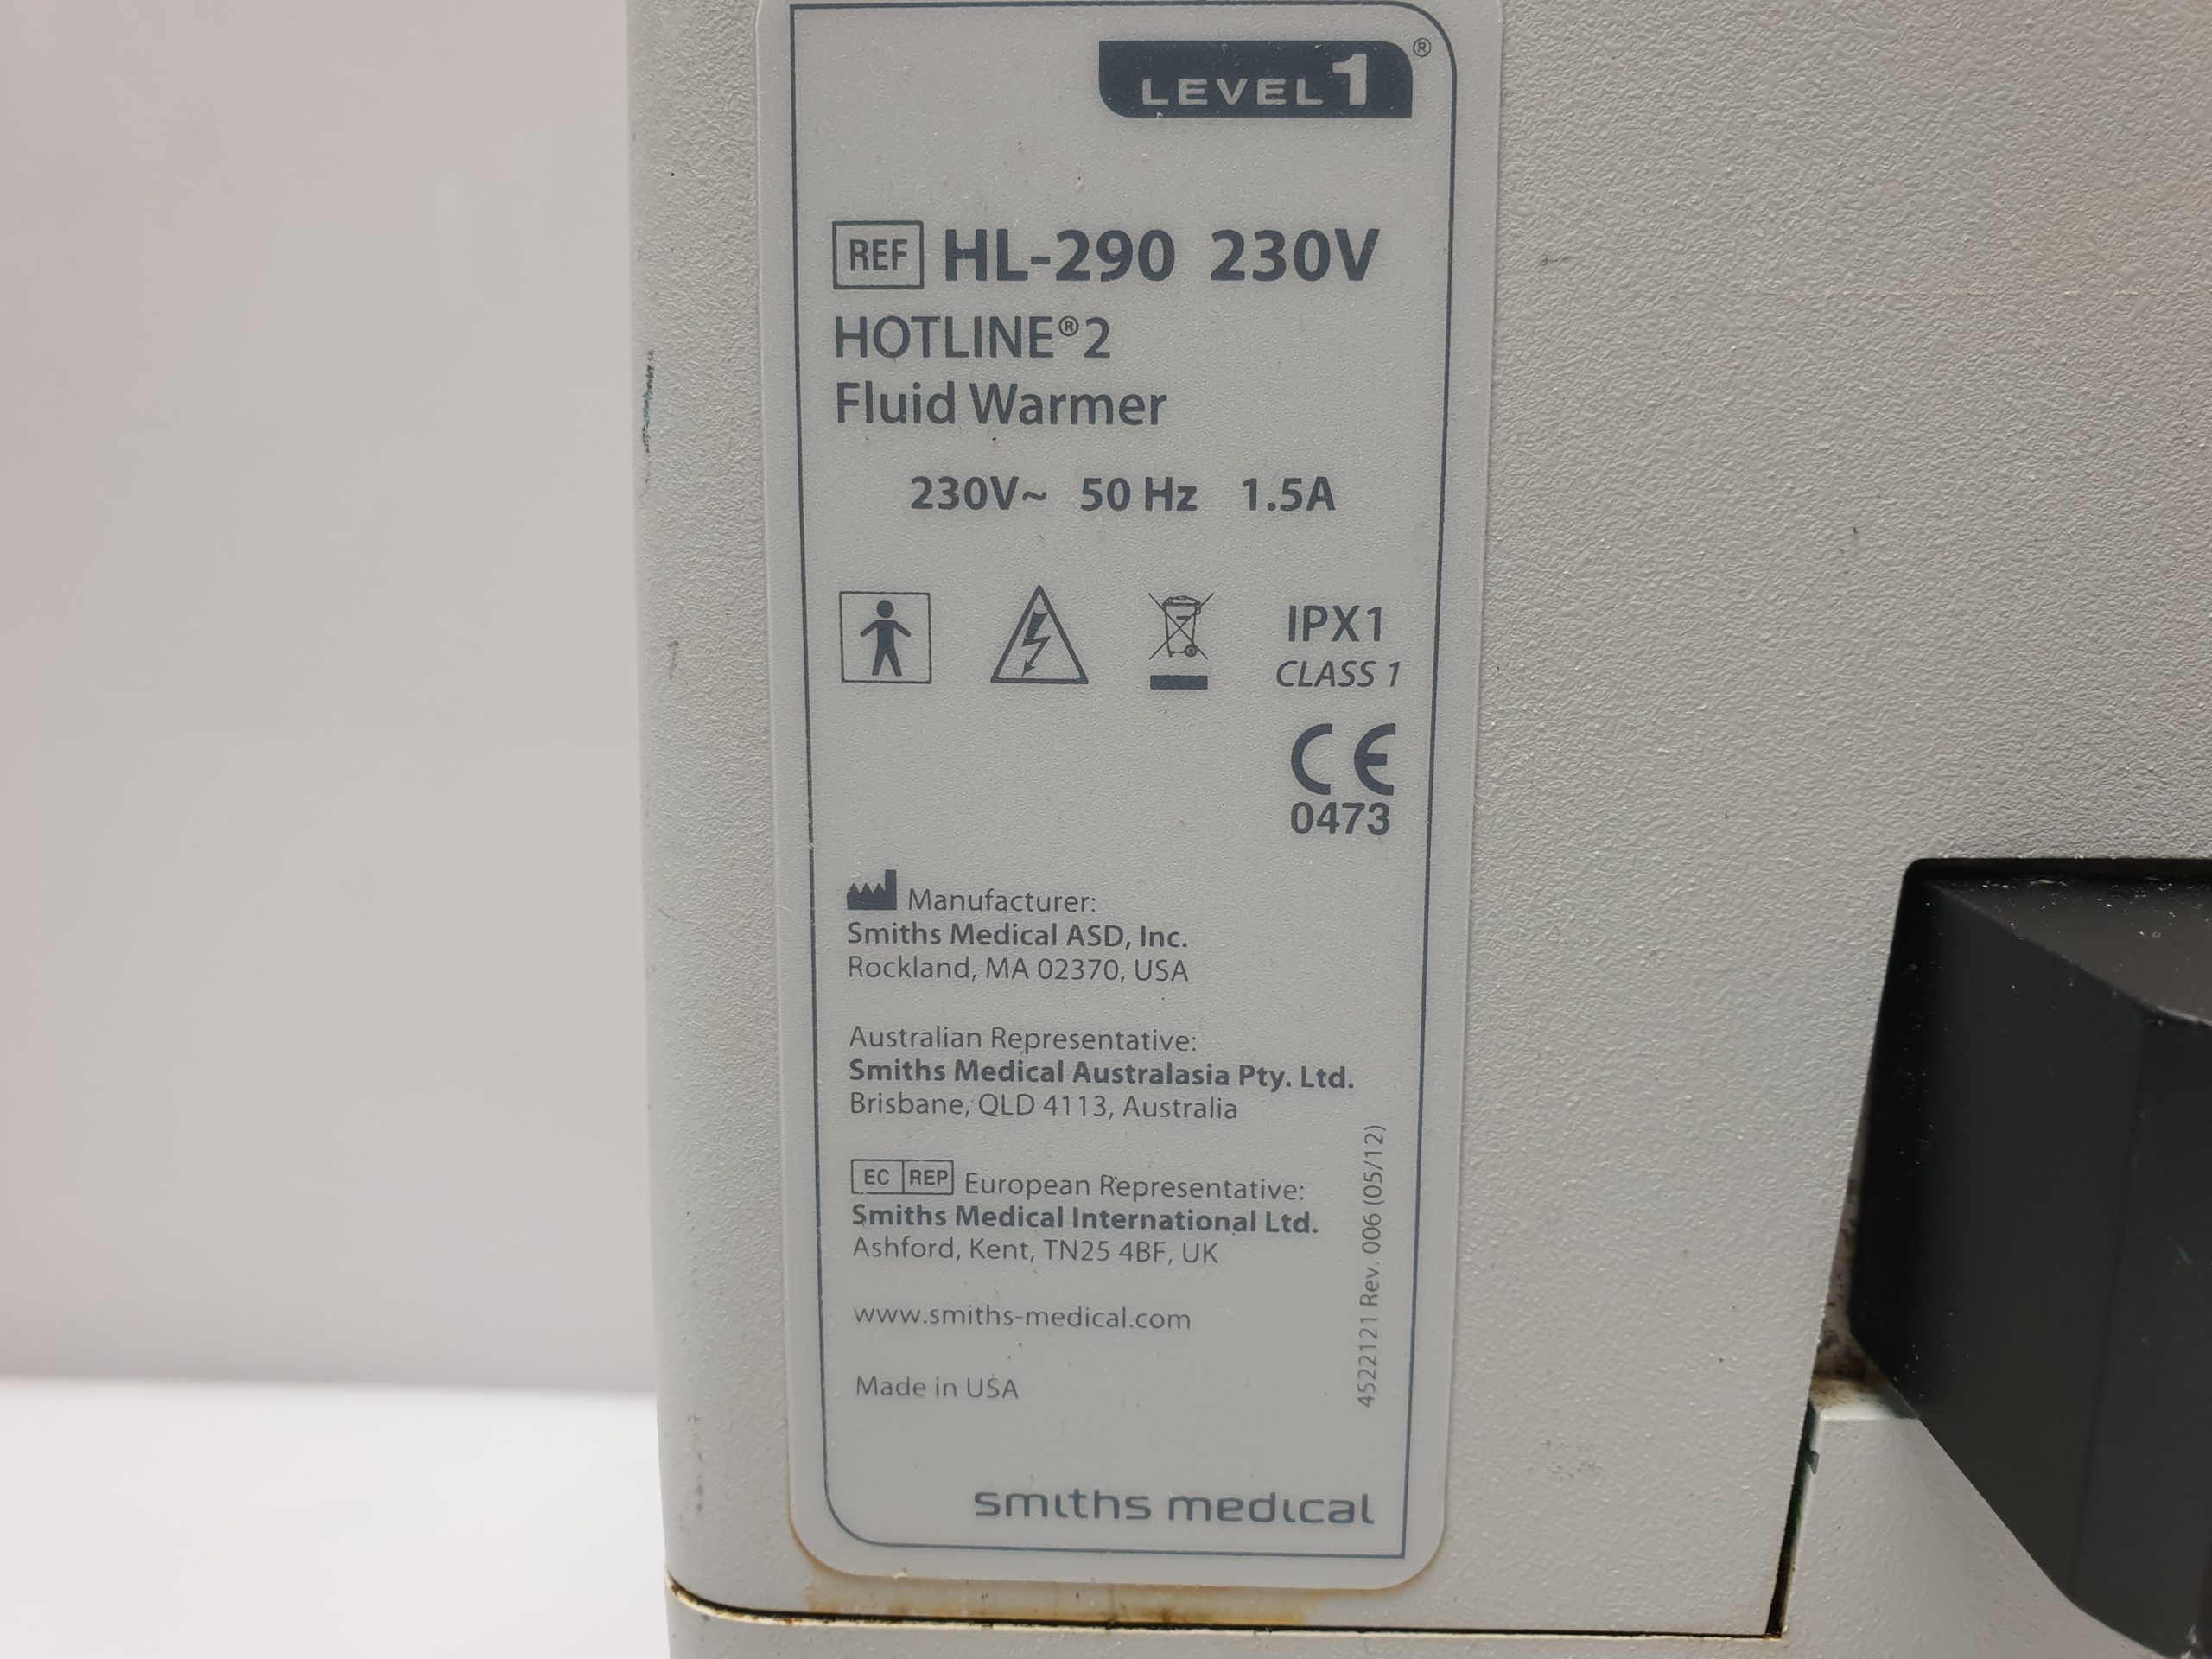 LEVEL 1®
REF HL-290 230V
HOTLINE®2
Fluid Warmer
230V~ 50 Hz 1.5A
IPX1
CLASS 1
CE
0473
Manufacturer:
Smiths Medical ASD, Inc.
Rockland, MA 02370, USA
Australian Representative:
Smiths Medical Australasia Pty. Ltd.
Brisbane, QLD 4113, Australia
EC REP European Representative:
Smiths Medical International Ltd.
Ashford, Kent, TN25 4BF, UK
www.smiths-medical.com
Made in USA
4522121 Rev. 006 (05/12)
smiths medical